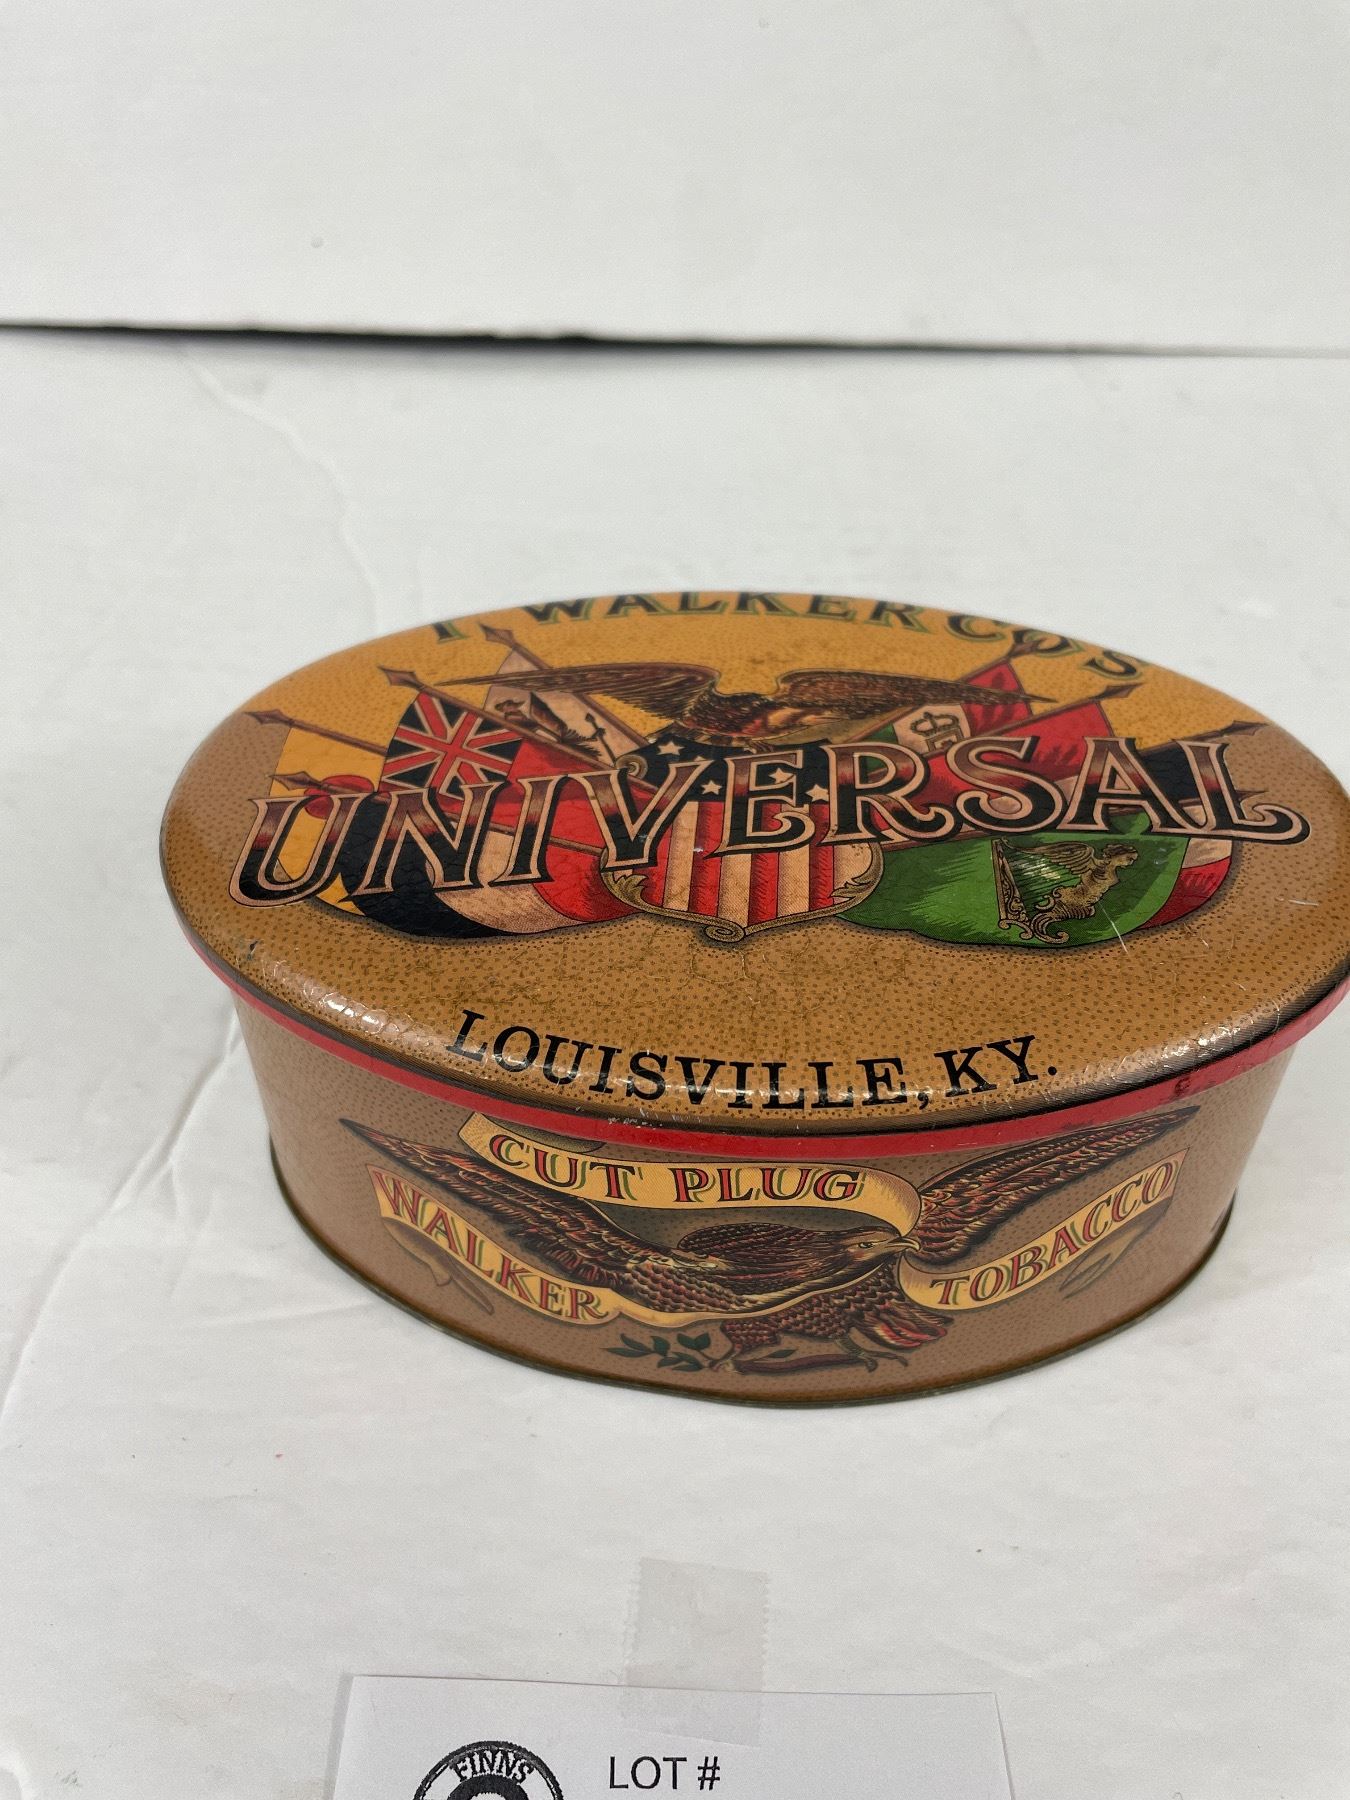 WALKER CO'S
UNIVERSAL
LOUISVILLE, KY.
CUT PLUG
WALKER TOBACCO
FINNS
LOT #